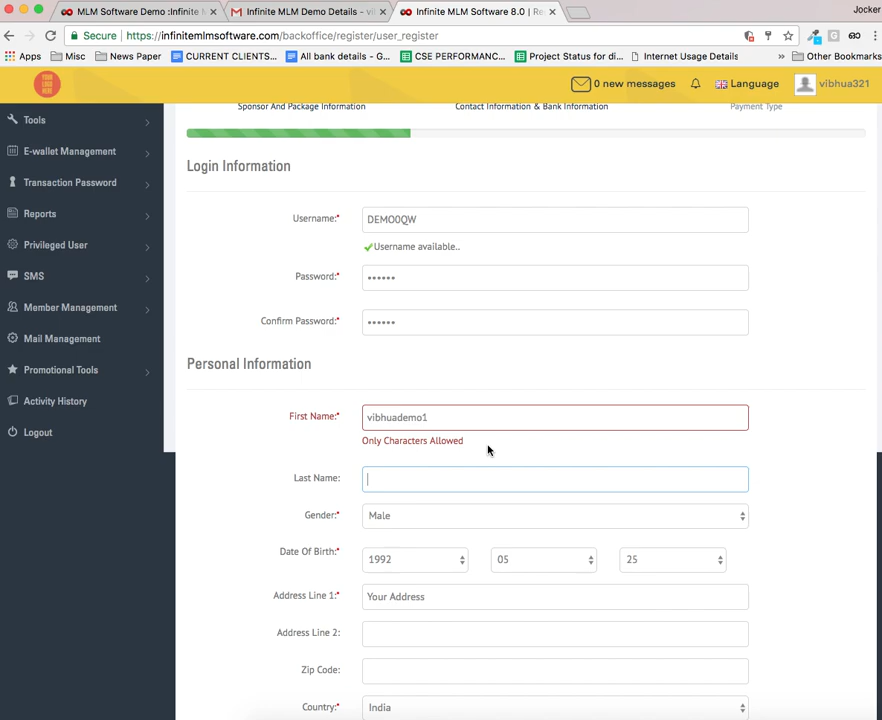 MLM Software Demo :Infinite M
Infinite MLM Demo Details - vi
Infinite MLM Software 8.0 | Re
Jocker
Secure
https://infinitemlmsoftware.com/backoffice/register/user_register
Apps
Misc
News Paper
CURRENT CLIENTS...
All bank details - G...
CSE PERFORMANC...
Project Status for di...
Internet Usage Details
»
Other Bookmarks
YOUR
LOGO
HERE
0 new messages
Language
vibhua321
Sponsor And Package Information
Contact Information & Bank Information
Payment Type
Tools
E-wallet Management
Transaction Password
Reports
Privileged User
SMS
Member Management
Mail Management
Promotional Tools
Activity History
Logout
Login Information
Username:*
DEMO0QW
Username available..
Password:*
••••••
Confirm Password:*
••••••
Personal Information
First Name:*
vibhuademo1
Only Characters Allowed
Last Name:
Gender:*
Male
Date Of Birth:*
1992
05
25
Address Line 1:*
Your Address
Address Line 2:
Zip Code:
Country:*
India